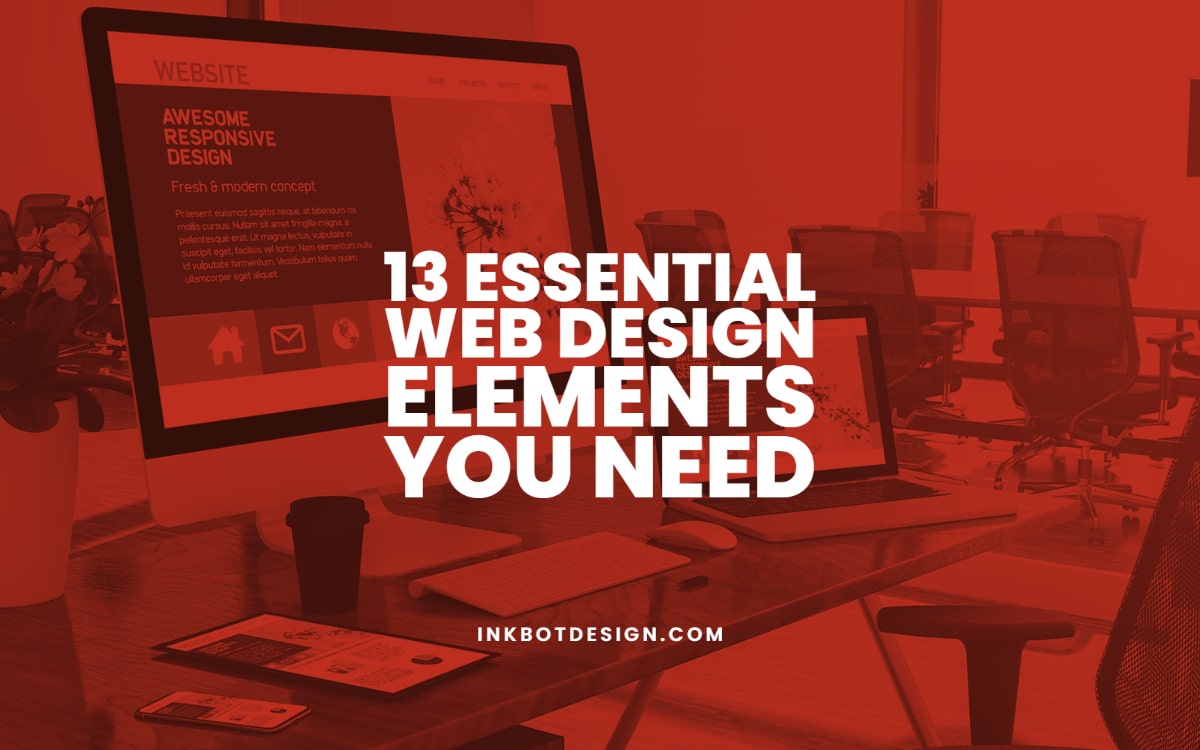 WEBSITE
HOME PROJECTS CONTACT ABOUT
AWESOME
RESPONSIVE
DESIGN
Fresh & modern concept
Praesent euismod sagittis neque, at bibendum mi
mollis cursus. Nullam sit amet fringilla magna, a
pellentesque erat. Ut magna lectus, vulputate in
suscipit eget, facilisis vel tortor. Nam elementum nulla
id vulputate fermentum. Vestibulum tellus quam,
ullamcorper eget aliquet.
13 ESSENTIAL
WEB DESIGN
ELEMENTS
YOU NEED
INKBOTDESIGN.COM